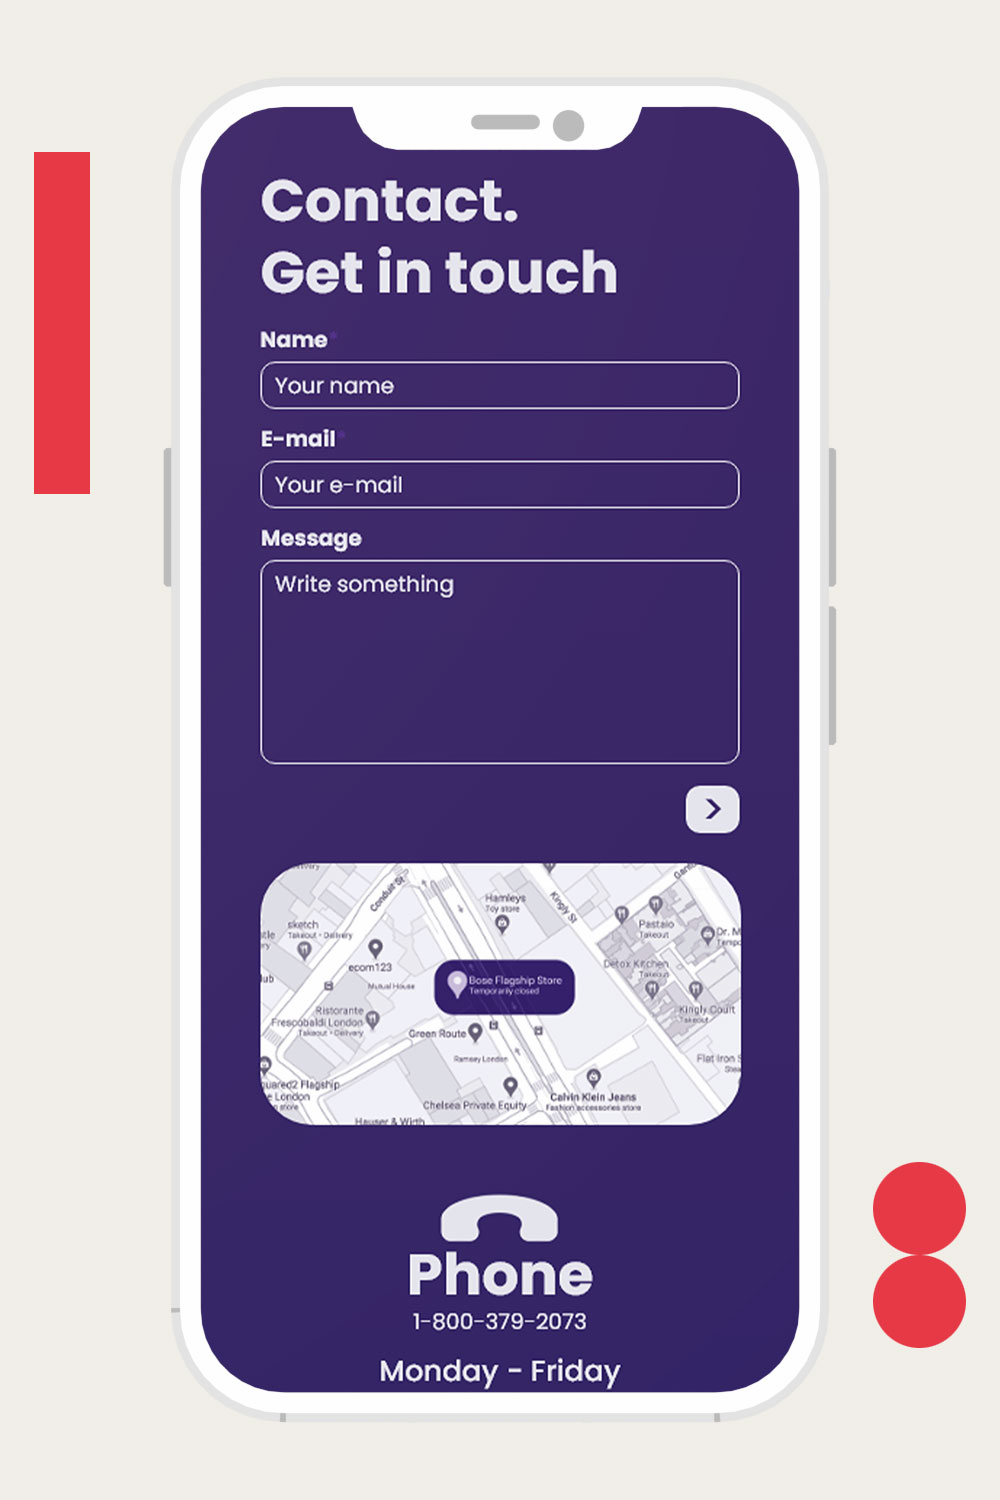 Contact.
Get in touch
Name*
Your name
E-mail*
Your e-mail
Message
Write something
Conduit St
Hamleys
Toy store
Kingly St
sketch
Takeout - Delivery
Pastaio
Takeout
Dr. M
ecom123
Mutual House
Detox Kitchen
Takeout
Bose Flagship Store
Temporarily closed
Ristorante
Frescobaldi London
Takeout - Delivery
Kingly Court
Takeout
Green Route
Ramsey London
Flat Iron S
uared2 Flagship
e London
n store
Chelsea Private Equity
Calvin Klein Jeans
Fashion accessories store
Hauser & Wirth
Phone
1-800-379-2073
Monday - Friday